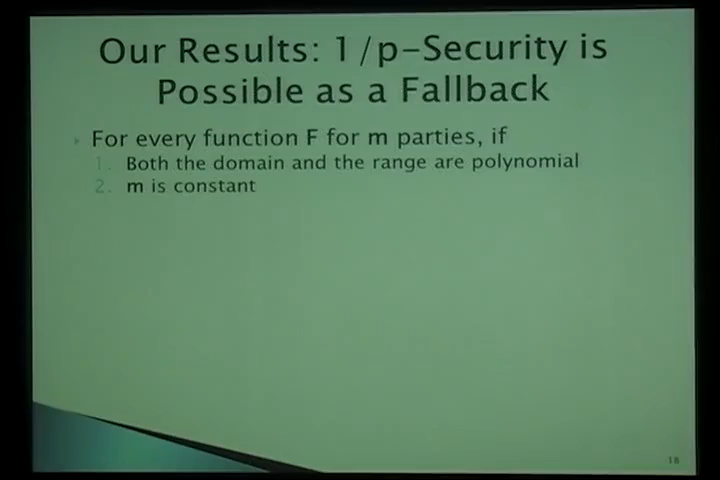 Our Results: 1/p-Security is
Possible as a Fallback
For every function F for m parties, if
1. Both the domain and the range are polynomial
2. m is constant
18